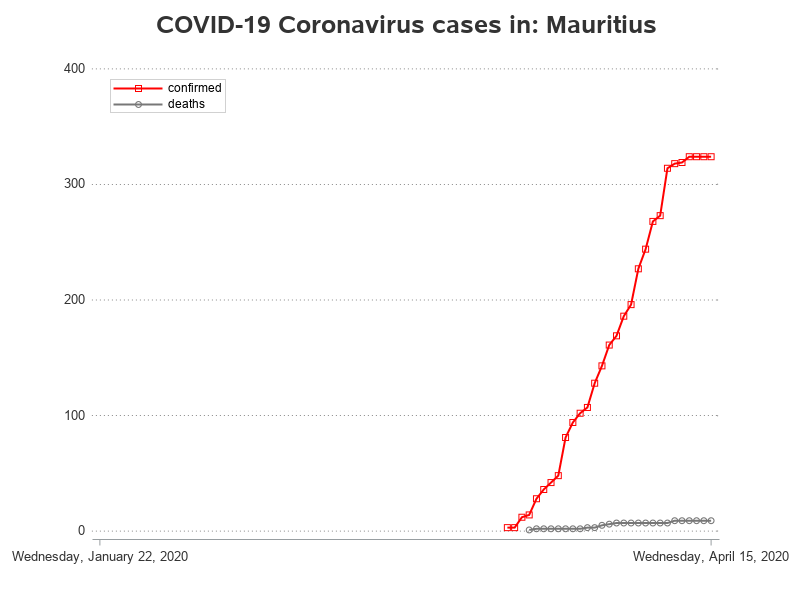 COVID-19 Coronavirus cases in: Mauritius
400
confirmed
deaths
300
200
100
0
Wednesday, January 22, 2020
Wednesday, April 15, 2020